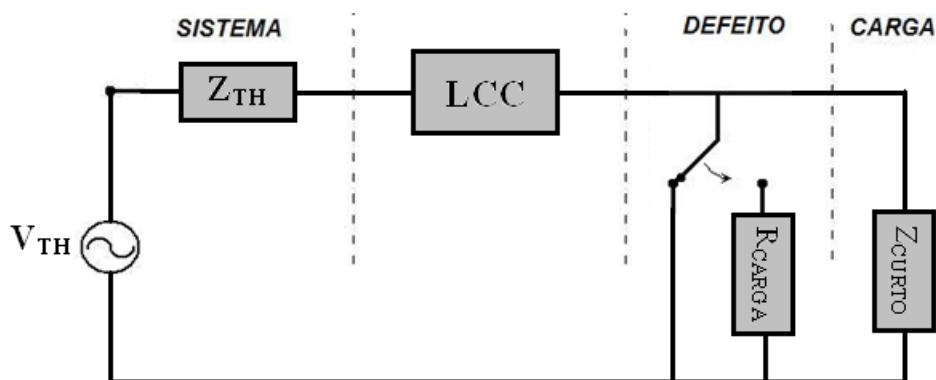 SISTEMA
DEFEITO
CARGA
ZTH
LCC
VTH
RCARGA
ZCURTO